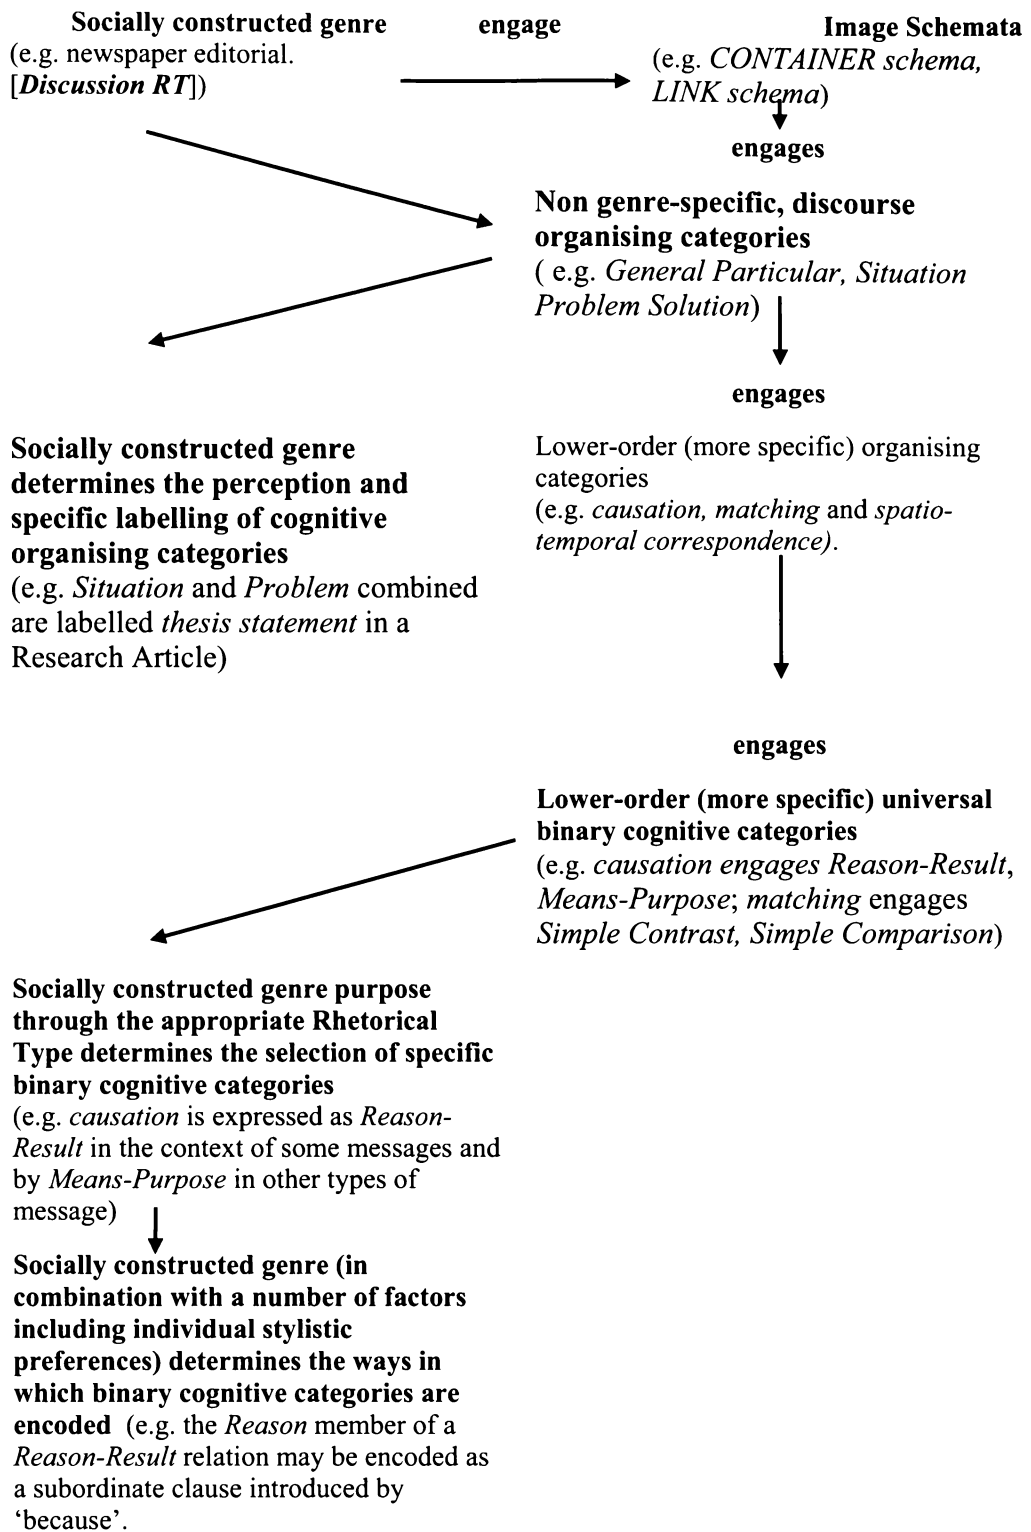 Socially constructed genre engage Image Schemata
(e.g. newspaper editorial.
[Discussion RT])
(e.g. CONTAINER schema,
LINK schema)
engages
Non genre-specific, discourse
organising categories
( e.g. General Particular, Situation
Problem Solution)
engages
Socially constructed genre
determines the perception and
specific labelling of cognitive
organising categories
(e.g. Situation and Problem combined
are labelled thesis statement in a
Research Article)
Lower-order (more specific) organising
categories
(e.g. causation, matching and spatio-
temporal correspondence).
engages
Lower-order (more specific) universal
binary cognitive categories
(e.g. causation engages Reason-Result,
Means-Purpose; matching engages
Simple Contrast, Simple Comparison)
Socially constructed genre purpose
through the appropriate Rhetorical
Type determines the selection of specific
binary cognitive categories
(e.g. causation is expressed as Reason-
Result in the context of some messages and
by Means-Purpose in other types of
message)
Socially constructed genre (in
combination with a number of factors
including individual stylistic
preferences) determines the ways in
which binary cognitive categories are
encoded (e.g. the Reason member of a
Reason-Result relation may be encoded as
a subordinate clause introduced by
‘because’.